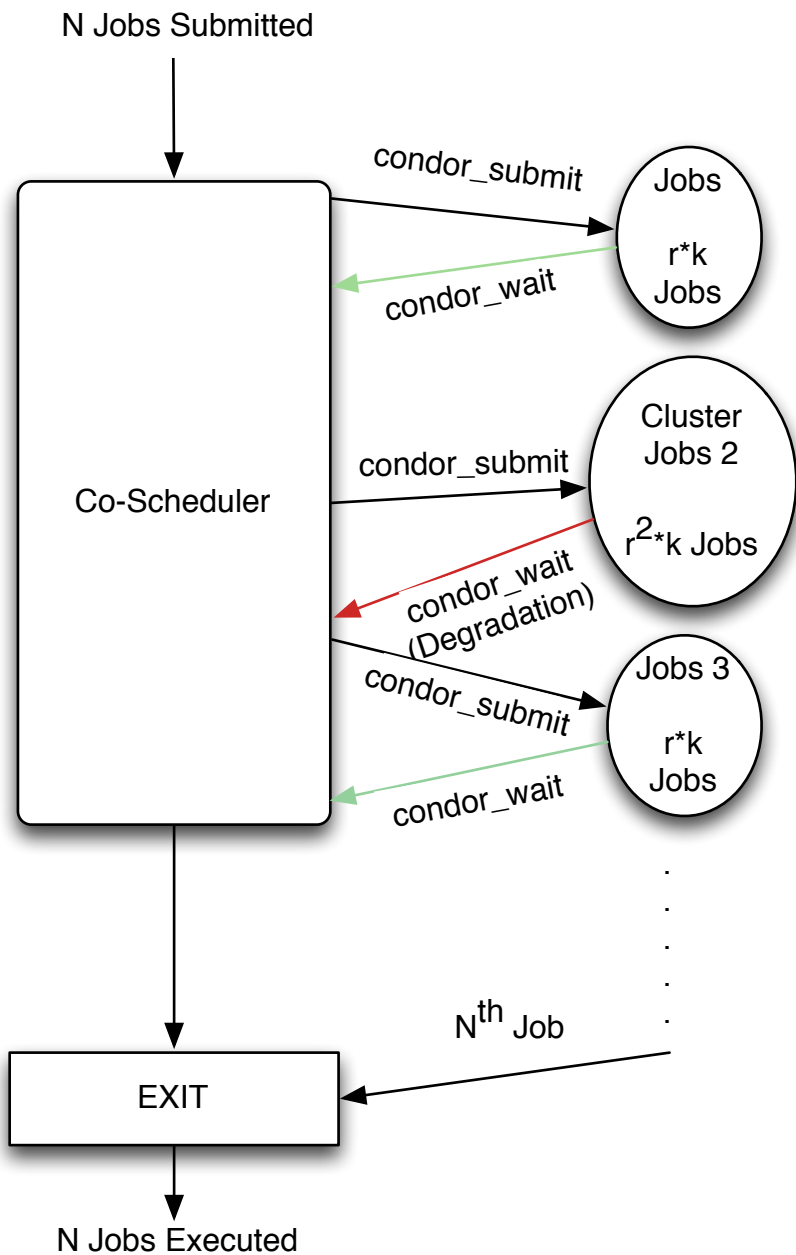 N Jobs Submitted
condor_submit
Jobs
r*k
Jobs
condor_wait
Cluster
Jobs 2
r²*k Jobs
condor_submit
Co-Scheduler
condor_wait
(Degradation)
Jobs 3
r*k
Jobs
condor_submit
condor_wait
Nᵗʰ Job
EXIT
N Jobs Executed